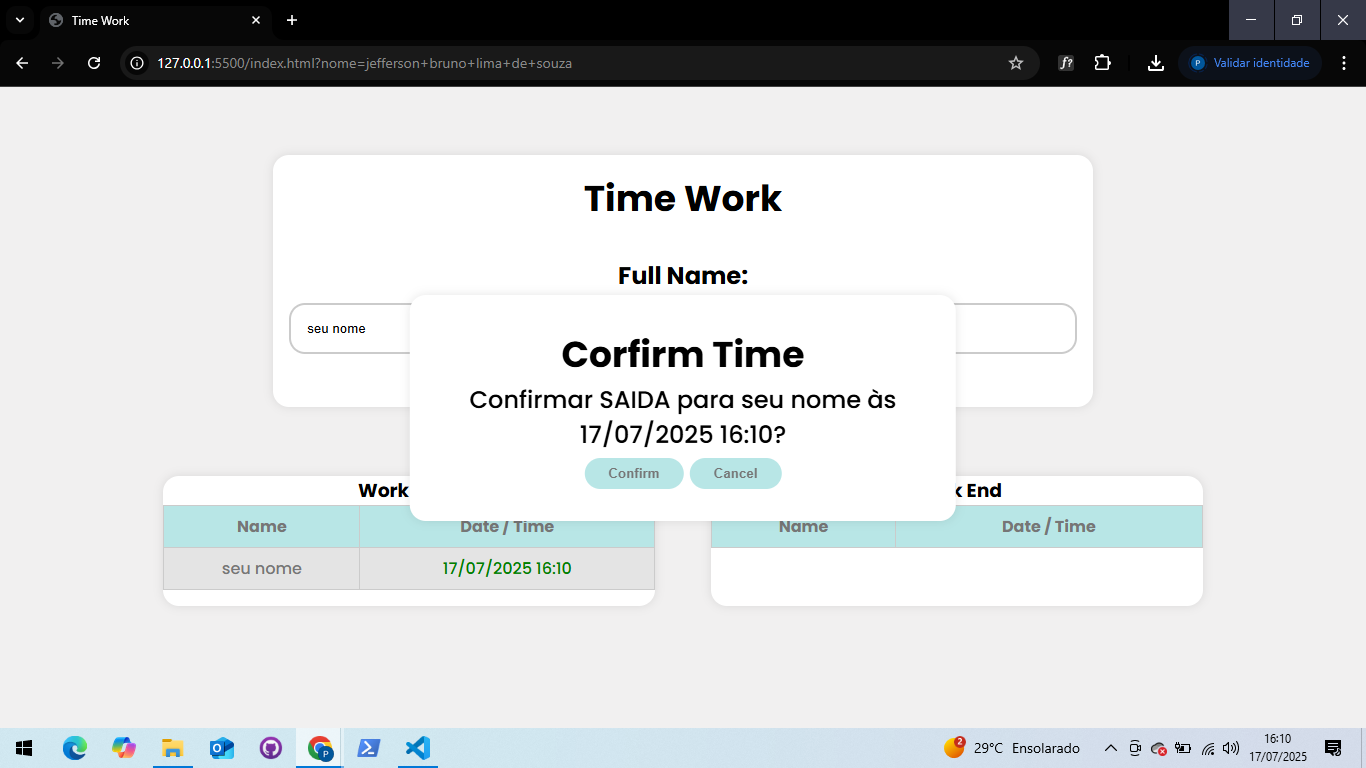 Time Work
127.0.0.1:5500/index.html?nome=jefferson+bruno+lima+de+souza
f?
P
Validar identidade
Time Work
Full Name:
seu nome
Corfirm Time
Confirmar SAIDA para seu nome às
17/07/2025 16:10?
Confirm Cancel
Work
k End
Name Date / Time
Name Date / Time
seu nome 17/07/2025 16:10
2
29°C Ensolarado
16:10
17/07/2025